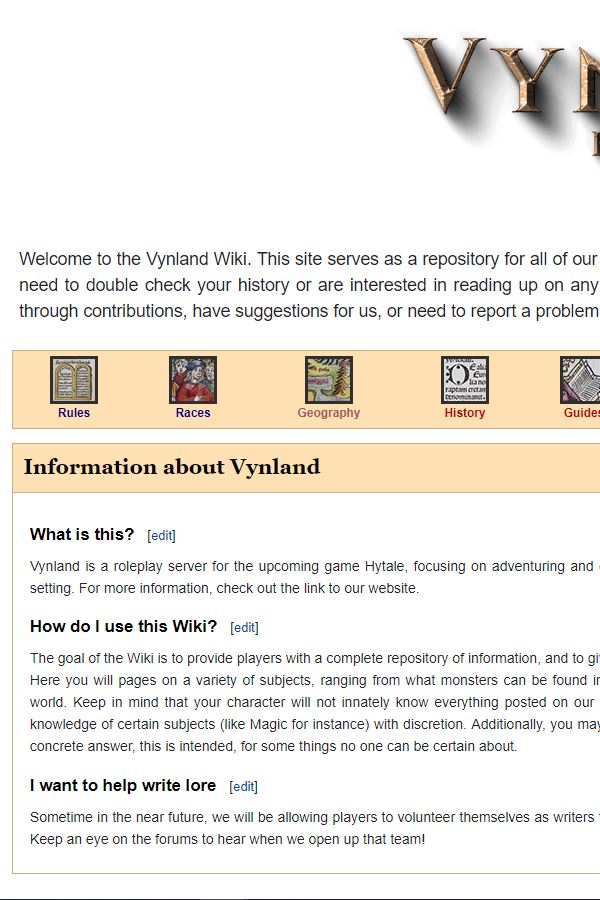 VYN
Welcome to the Vynland Wiki. This site serves as a repository for all of our
need to double check your history or are interested in reading up on any
through contributions, have suggestions for us, or need to report a problem
Rules Races Geography History Guides
Information about Vynland
What is this? [edit]
Vynland is a roleplay server for the upcoming game Hytale, focusing on adventuring and
setting. For more information, check out the link to our website.
How do I use this Wiki? [edit]
The goal of the Wiki is to provide players with a complete repository of information, and to gi
Here you will pages on a variety of subjects, ranging from what monsters can be found in
world. Keep in mind that your character will not innately know everything posted on our
knowledge of certain subjects (like Magic for instance) with discretion. Additionally, you may
concrete answer, this is intended, for some things no one can be certain about.
I want to help write lore [edit]
Sometime in the near future, we will be allowing players to volunteer themselves as writers
Keep an eye on the forums to hear when we open up that team!